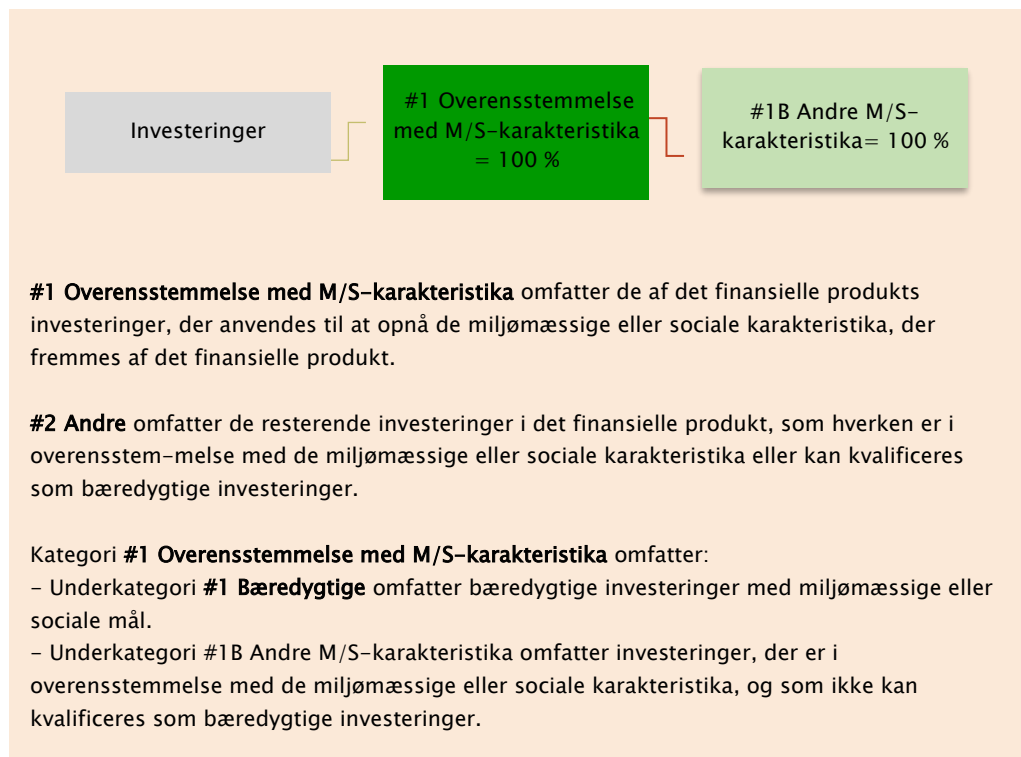 Investeringer
#1 Overensstemmelse
med M/S-karakteristika
= 100 %
#1B Andre M/S-
karakteristika= 100 %
#1 Overensstemmelse med M/S-karakteristika omfatter de af det finansielle produkts
investeringer, der anvendes til at opnå de miljømæssige eller sociale karakteristika, der
fremmes af det finansielle produkt.
#2 Andre omfatter de resterende investeringer i det finansielle produkt, som hverken er i
overensstem-melse med de miljømæssige eller sociale karakteristika eller kan kvalificeres
som bæredygtige investeringer.
Kategori #1 Overensstemmelse med M/S-karakteristika omfatter:
- Underkategori #1 Bæredygtige omfatter bæredygtige investeringer med miljømæssige eller
sociale mål.
- Underkategori #1B Andre M/S-karakteristika omfatter investeringer, der er i
overensstemmelse med de miljømæssige eller sociale karakteristika, og som ikke kan
kvalificeres som bæredygtige investeringer.